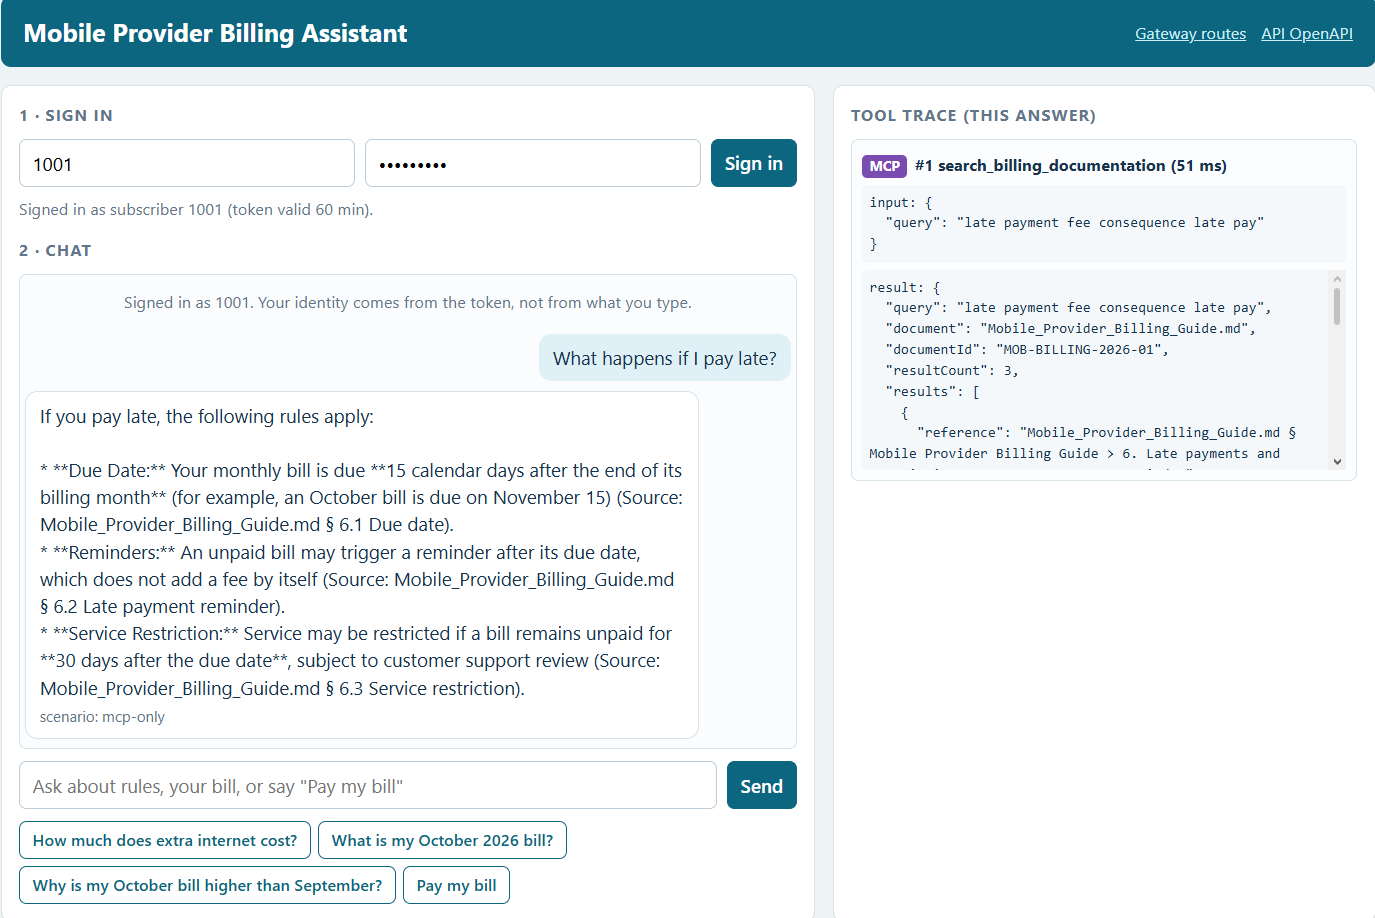 Mobile Provider Billing Assistant
Gateway routes API OpenAPI
1 · SIGN IN
1001
•••••••••
Sign in
Signed in as subscriber 1001 (token valid 60 min).
2 · CHAT
Signed in as 1001. Your identity comes from the token, not from what you type.
What happens if I pay late?
If you pay late, the following rules apply:
* **Due Date:** Your monthly bill is due **15 calendar days after the end of its
billing month** (for example, an October bill is due on November 15) (Source:
Mobile_Provider_Billing_Guide.md § 6.1 Due date).
* **Reminders:** An unpaid bill may trigger a reminder after its due date,
which does not add a fee by itself (Source: Mobile_Provider_Billing_Guide.md
§ 6.2 Late payment reminder).
* **Service Restriction:** Service may be restricted if a bill remains unpaid for
**30 days after the due date**, subject to customer support review (Source:
Mobile_Provider_Billing_Guide.md § 6.3 Service restriction).
scenario: mcp-only
Ask about rules, your bill, or say "Pay my bill"
Send
How much does extra internet cost?
What is my October 2026 bill?
Why is my October bill higher than September?
Pay my bill
TOOL TRACE (THIS ANSWER)
MCP #1 search_billing_documentation (51 ms)
input: {
"query": "late payment fee consequence late pay"
}
result: {
"query": "late payment fee consequence late pay",
"document": "Mobile_Provider_Billing_Guide.md",
"documentId": "MOB-BILLING-2026-01",
"resultCount": 3,
"results": [
{
"reference": "Mobile_Provider_Billing_Guide.md §
Mobile Provider Billing Guide > 6. Late payments and